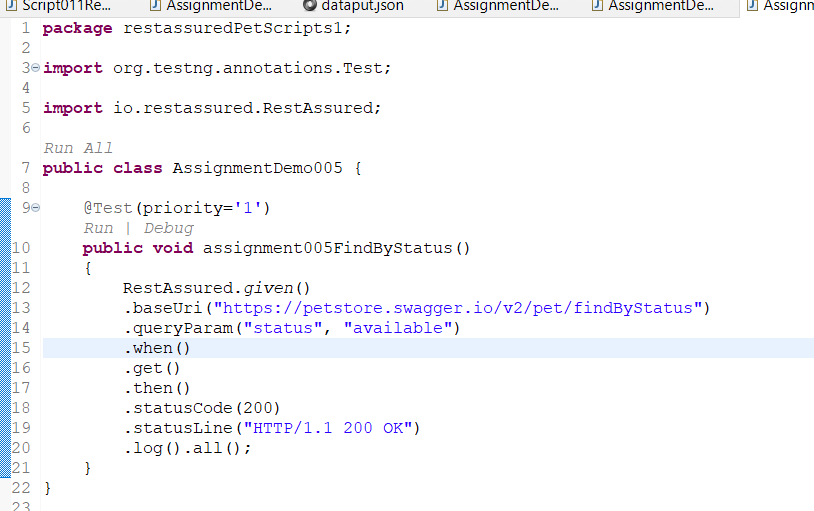 Script011Re... AssignmentDe... dataput.json AssignmentDe... AssignmentDe... Assignm
1 package restassuredPetScripts1;
2
3 import org.testng.annotations.Test;
4
5 import io.restassured.RestAssured;
6
Run All
7 public class AssignmentDemo005 {
8
9 @Test(priority='1')
Run | Debug
10 public void assignment005FindByStatus()
11 {
12 RestAssured.given()
13 .baseUri("https://petstore.swagger.io/v2/pet/findByStatus")
14 .queryParam("status", "available")
15 .when()
16 .get()
17 .then()
18 .statusCode(200)
19 .statusLine("HTTP/1.1 200 OK")
20 .log().all();
21 }
22 }
23